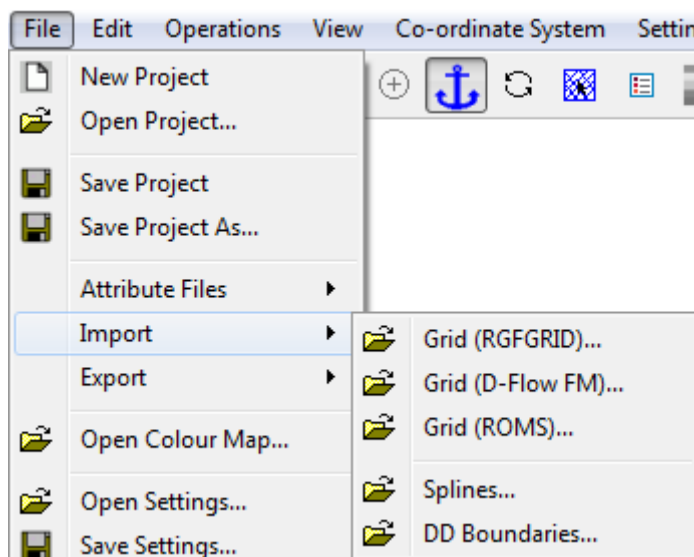 File Edit Operations View Co-ordinate System
New Project
Open Project...
Save Project
Save Project As...
Attribute Files
Import
Export
Open Colour Map...
Open Settings...
Save Settings...
Grid (RGFGRID)...
Grid (D-Flow FM)...
Grid (ROMS)...
Splines...
DD Boundaries...